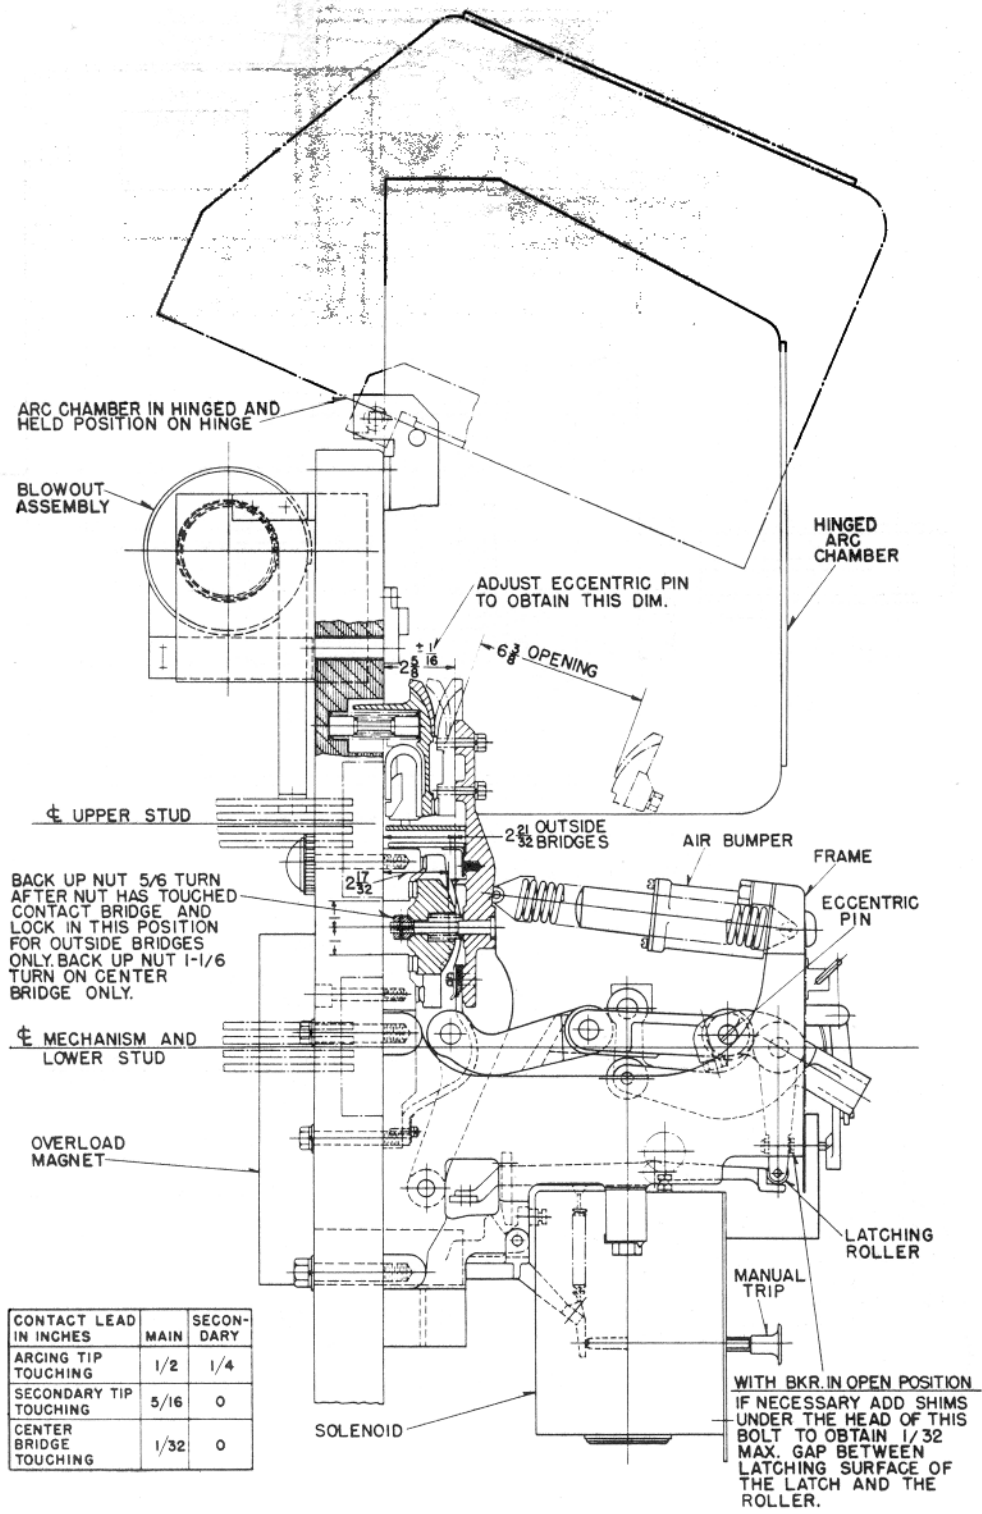 ARC CHAMBER IN HINGED AND
HELD POSITION ON HINGE
BLOWOUT
ASSEMBLY
HINGED
ARC
CHAMBER
ADJUST ECCENTRIC PIN
TO OBTAIN THIS DIM.
2 5/8 ± 1/16
6 3/8 OPENING
℄ UPPER STUD
2 21/32 OUTSIDE
BRIDGES
AIR BUMPER
FRAME
2 17/32
ECCENTRIC
PIN
BACK UP NUT 5/6 TURN
AFTER NUT HAS TOUCHED
CONTACT BRIDGE AND
LOCK IN THIS POSITION
FOR OUTSIDE BRIDGES
ONLY. BACK UP NUT 1-1/6
TURN ON CENTER
BRIDGE ONLY.
℄ MECHANISM AND
LOWER STUD
OVERLOAD
MAGNET
LATCHING
ROLLER
MANUAL
TRIP
CONTACT LEAD
IN INCHES MAIN SECON-
DARY
ARCING TIP
TOUCHING 1/2 1/4
SECONDARY TIP
TOUCHING 5/16 0
CENTER
BRIDGE
TOUCHING 1/32 0
SOLENOID
WITH BKR. IN OPEN POSITION
IF NECESSARY ADD SHIMS
UNDER THE HEAD OF THIS
BOLT TO OBTAIN 1/32
MAX. GAP BETWEEN
LATCHING SURFACE OF
THE LATCH AND THE
ROLLER.